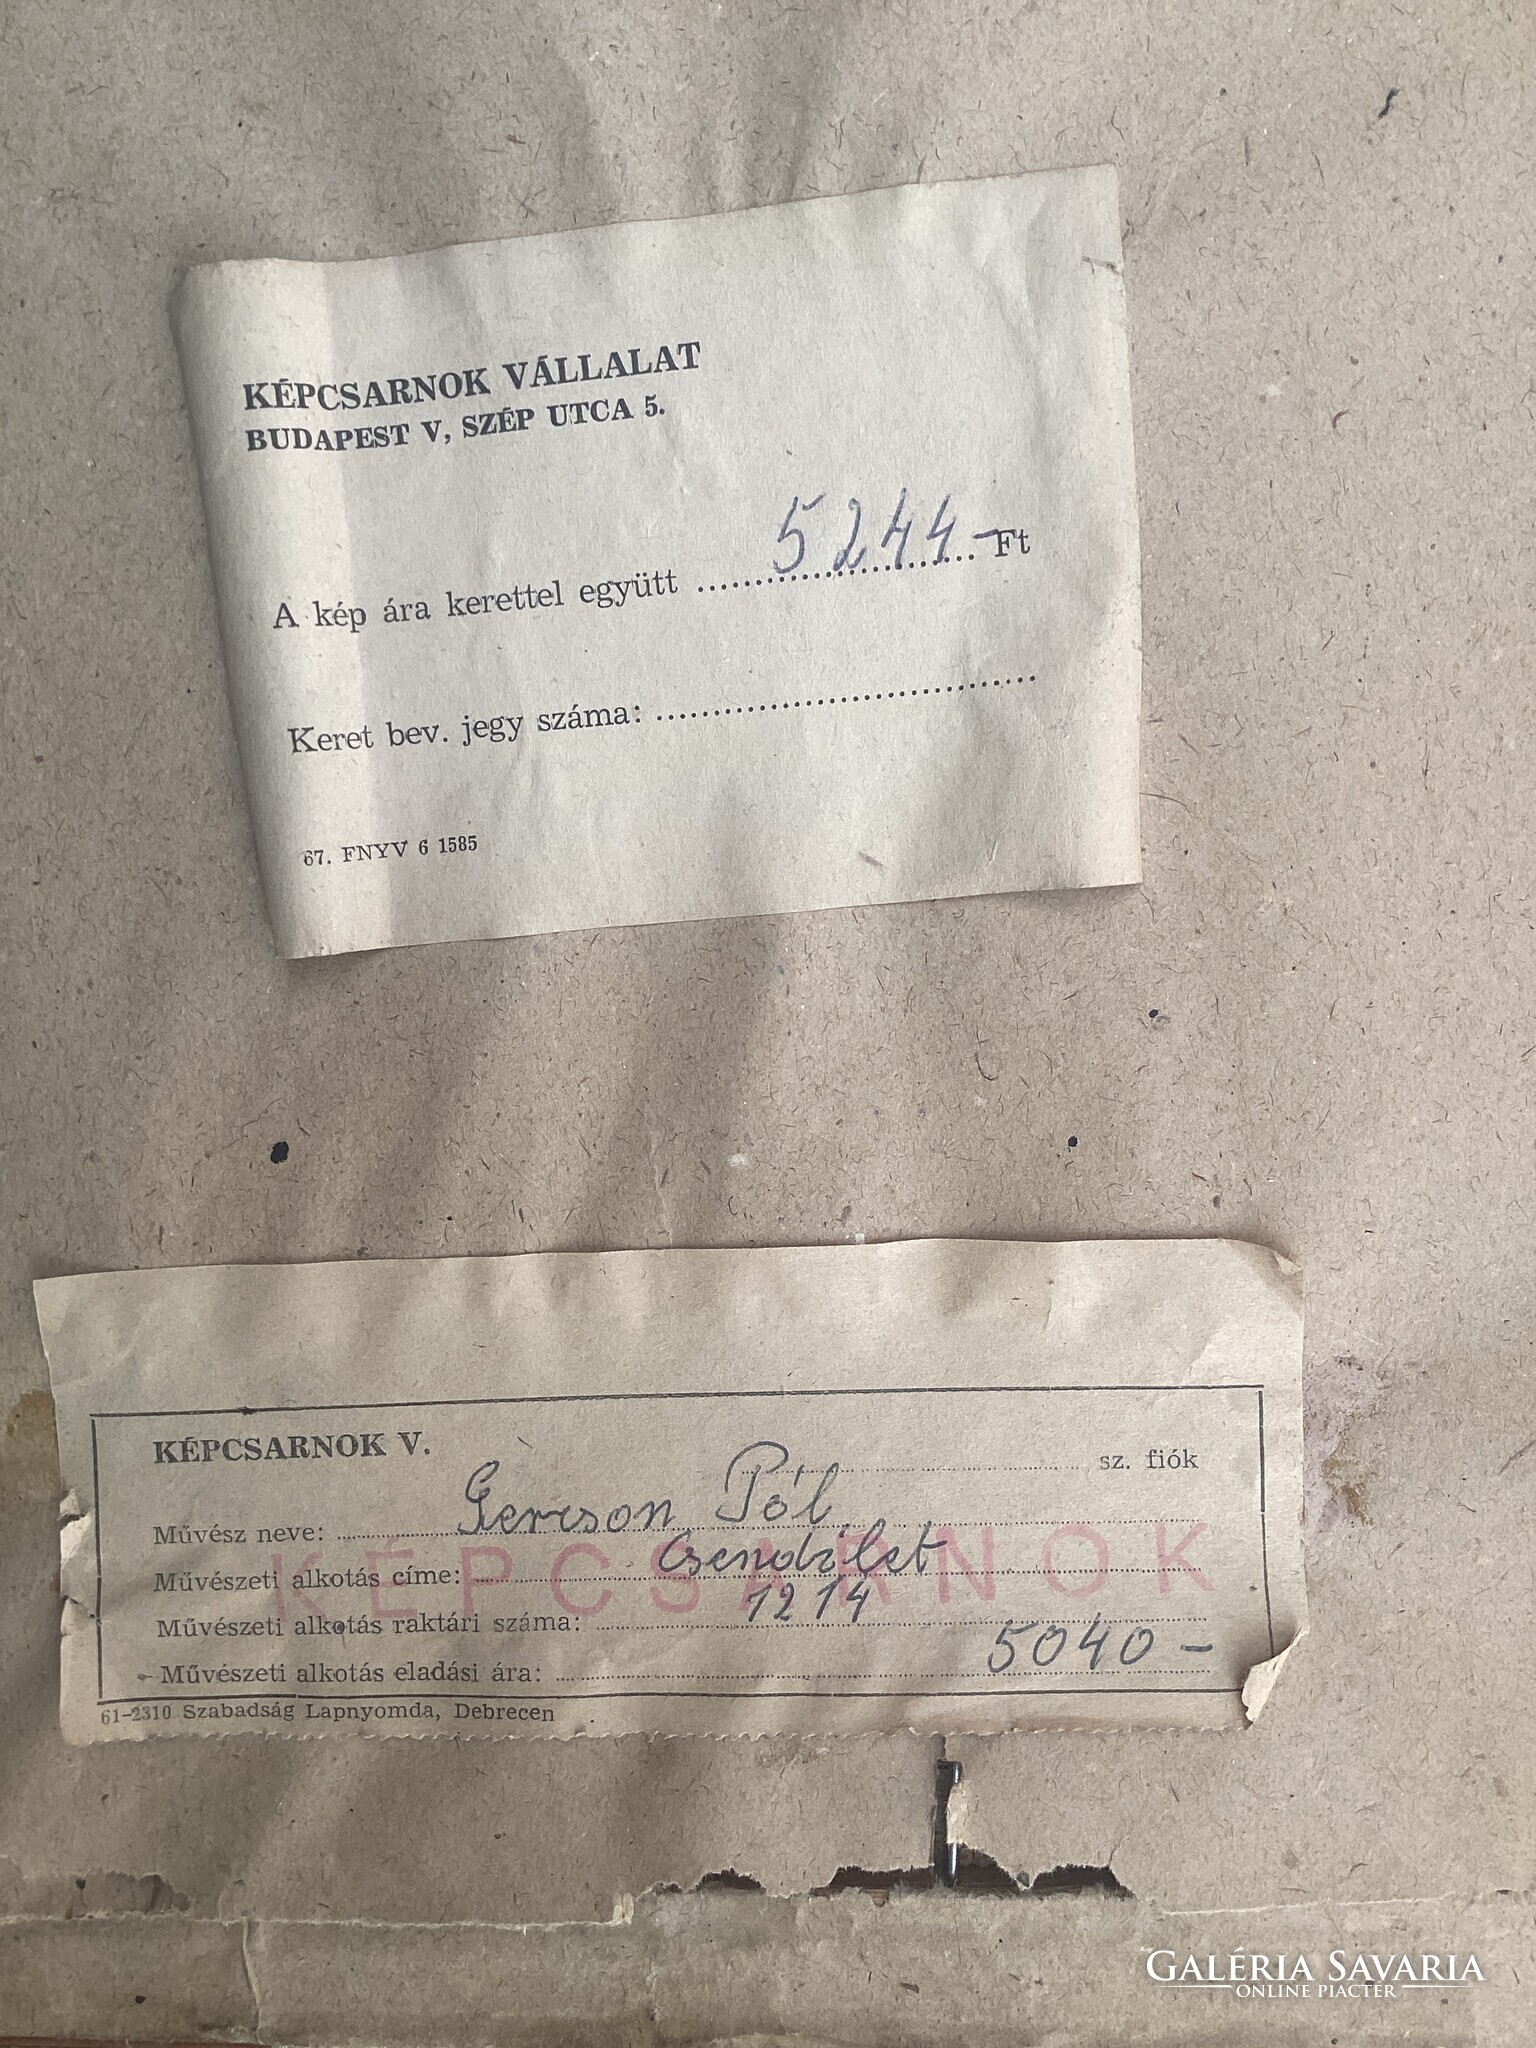 KÉPCSARNOK VÁLLALAT
BUDAPEST V, SZÉP UTCA 5.
A kép ára kerettel együtt 5244.— Ft
Keret bev. jegy száma:
67. FNYV 6 1585
KÉPCSARNOK V. sz. fiók
Művész neve: Gerzson Pál
Művészeti alkotás címe: Csendélet
Művészeti alkotás raktári száma: 1214
Művészeti alkotás eladási ára: 5040 —
KÉPCSARNOK
61-2310 Szabadság Lapnyomda, Debrecen
GALÉRIA SAVARIA
ONLINE PIACTÉR